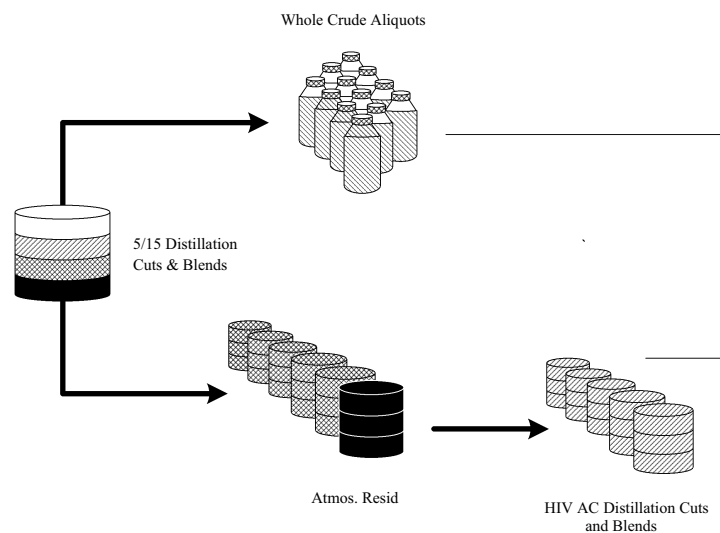 Whole Crude Aliquots
5/15 Distillation
Cuts & Blends
Atmos. Resid
HIV AC Distillation Cuts
and Blends